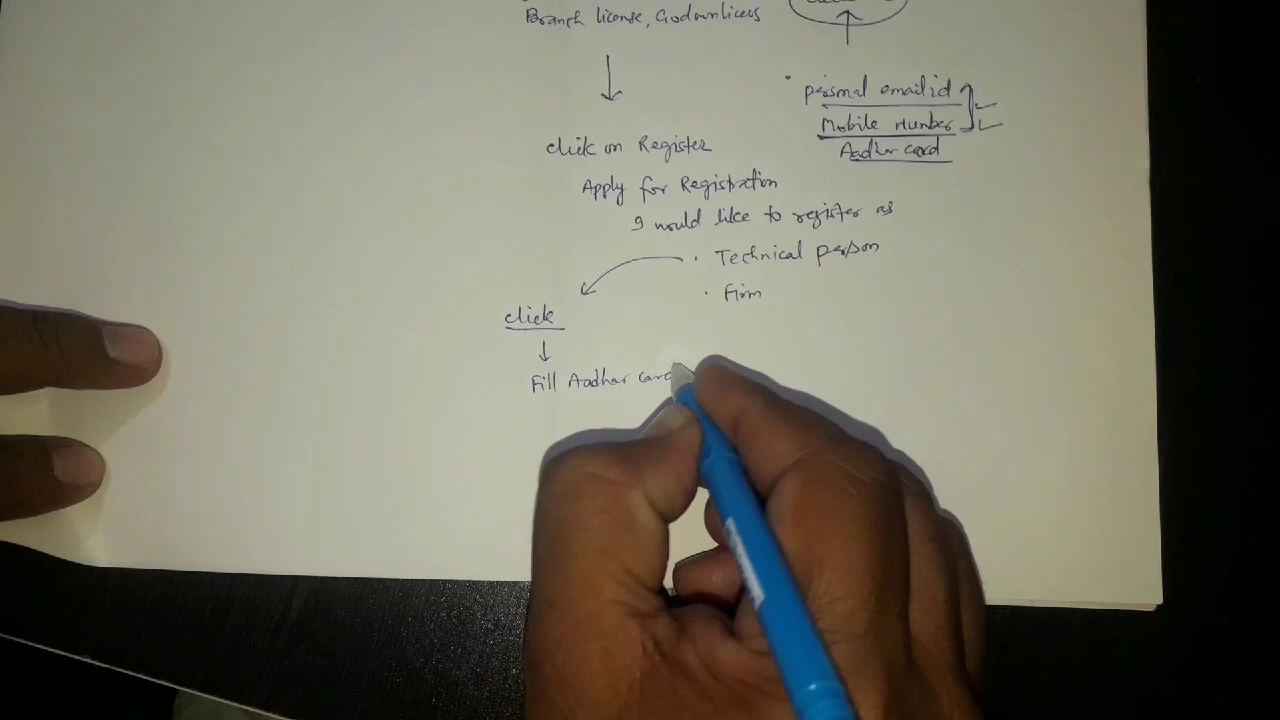 Branch license, Godown licens
personal email id
Mobile Number
Aadhar card
click on Register
Apply for Registration
I would like to register as
· Technical person
· Firm
click
Fill Aadhar card